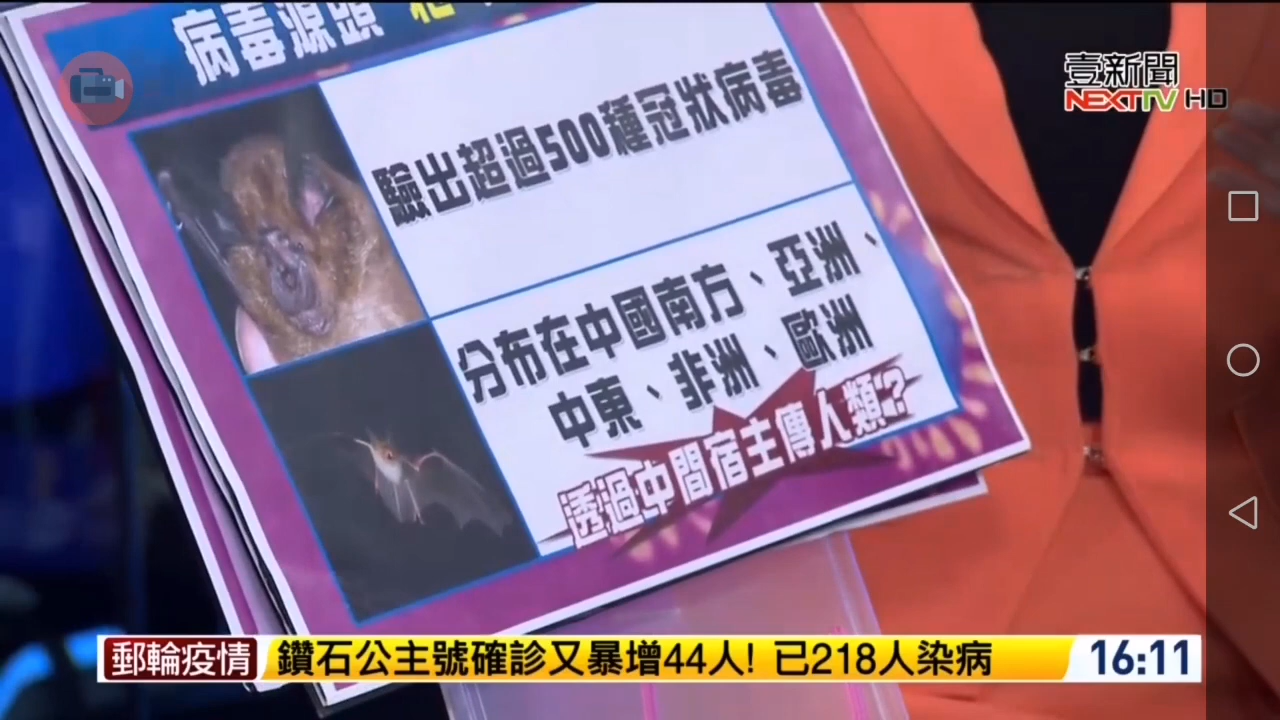 病毒源頭
驗出超過500種冠狀病毒
分布在中國南方、亞洲、
中東、非洲、歐洲
透過中間宿主傳人類?
壹新聞
NEXTTV HD
郵輪疫情 鑽石公主號確診又暴增44人! 已218人染病 16:11